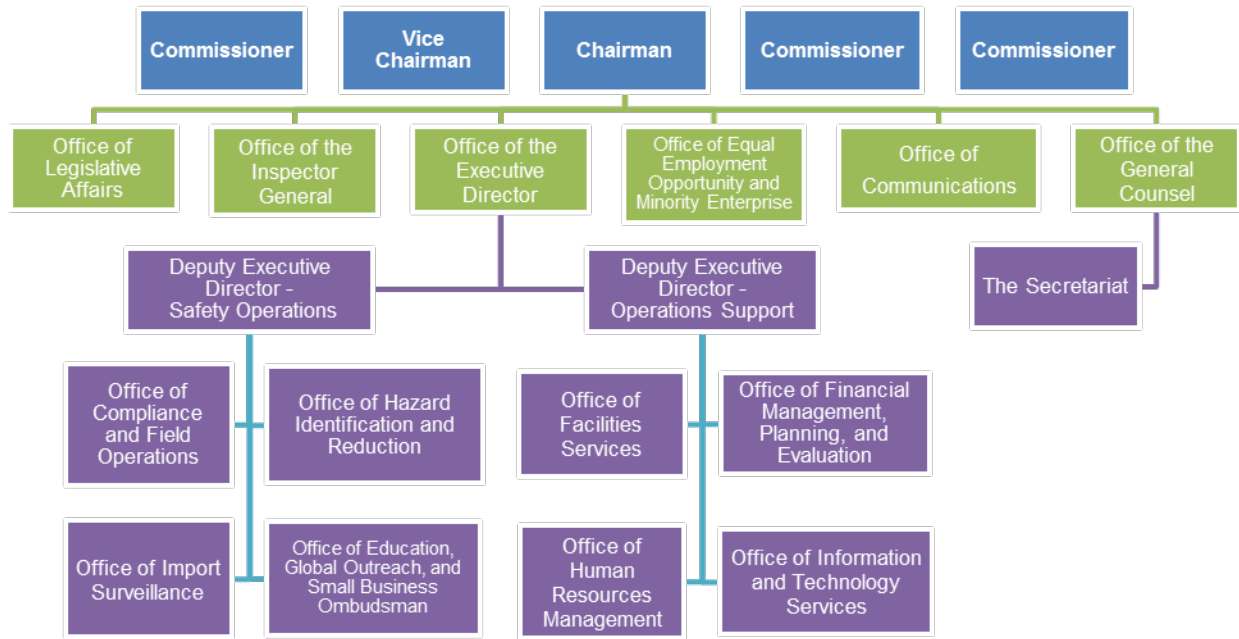 Commissioner
Vice
Chairman
Chairman
Commissioner
Commissioner
Office of
Legislative
Affairs
Office of the
Inspector
General
Office of the
Executive
Director
Office of Equal
Employment
Opportunity and
Minority Enterprise
Office of
Communications
Office of the
General
Counsel
Deputy Executive
Director -
Safety Operations
Deputy Executive
Director -
Operations Support
The Secretariat
Office of
Compliance
and Field
Operations
Office of Hazard
Identification and
Reduction
Office of
Facilities
Services
Office of Financial
Management,
Planning, and
Evaluation
Office of Import
Surveillance
Office of Education,
Global Outreach, and
Small Business
Ombudsman
Office of
Human
Resources
Management
Office of Information
and Technology
Services